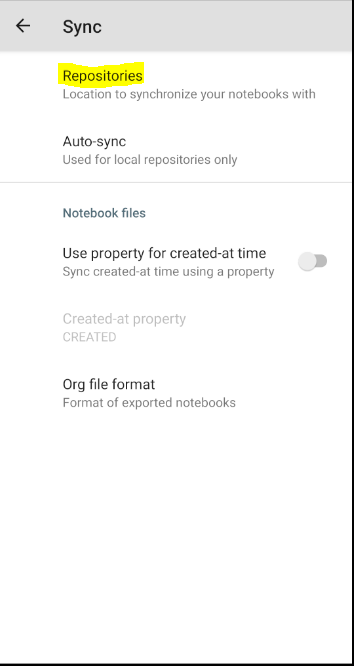 Sync
Repositories
Location to synchronize your notebooks with
Auto-sync
Used for local repositories only
Notebook files
Use property for created-at time
Sync created-at time using a property
Created-at property
CREATED
Org file format
Format of exported notebooks